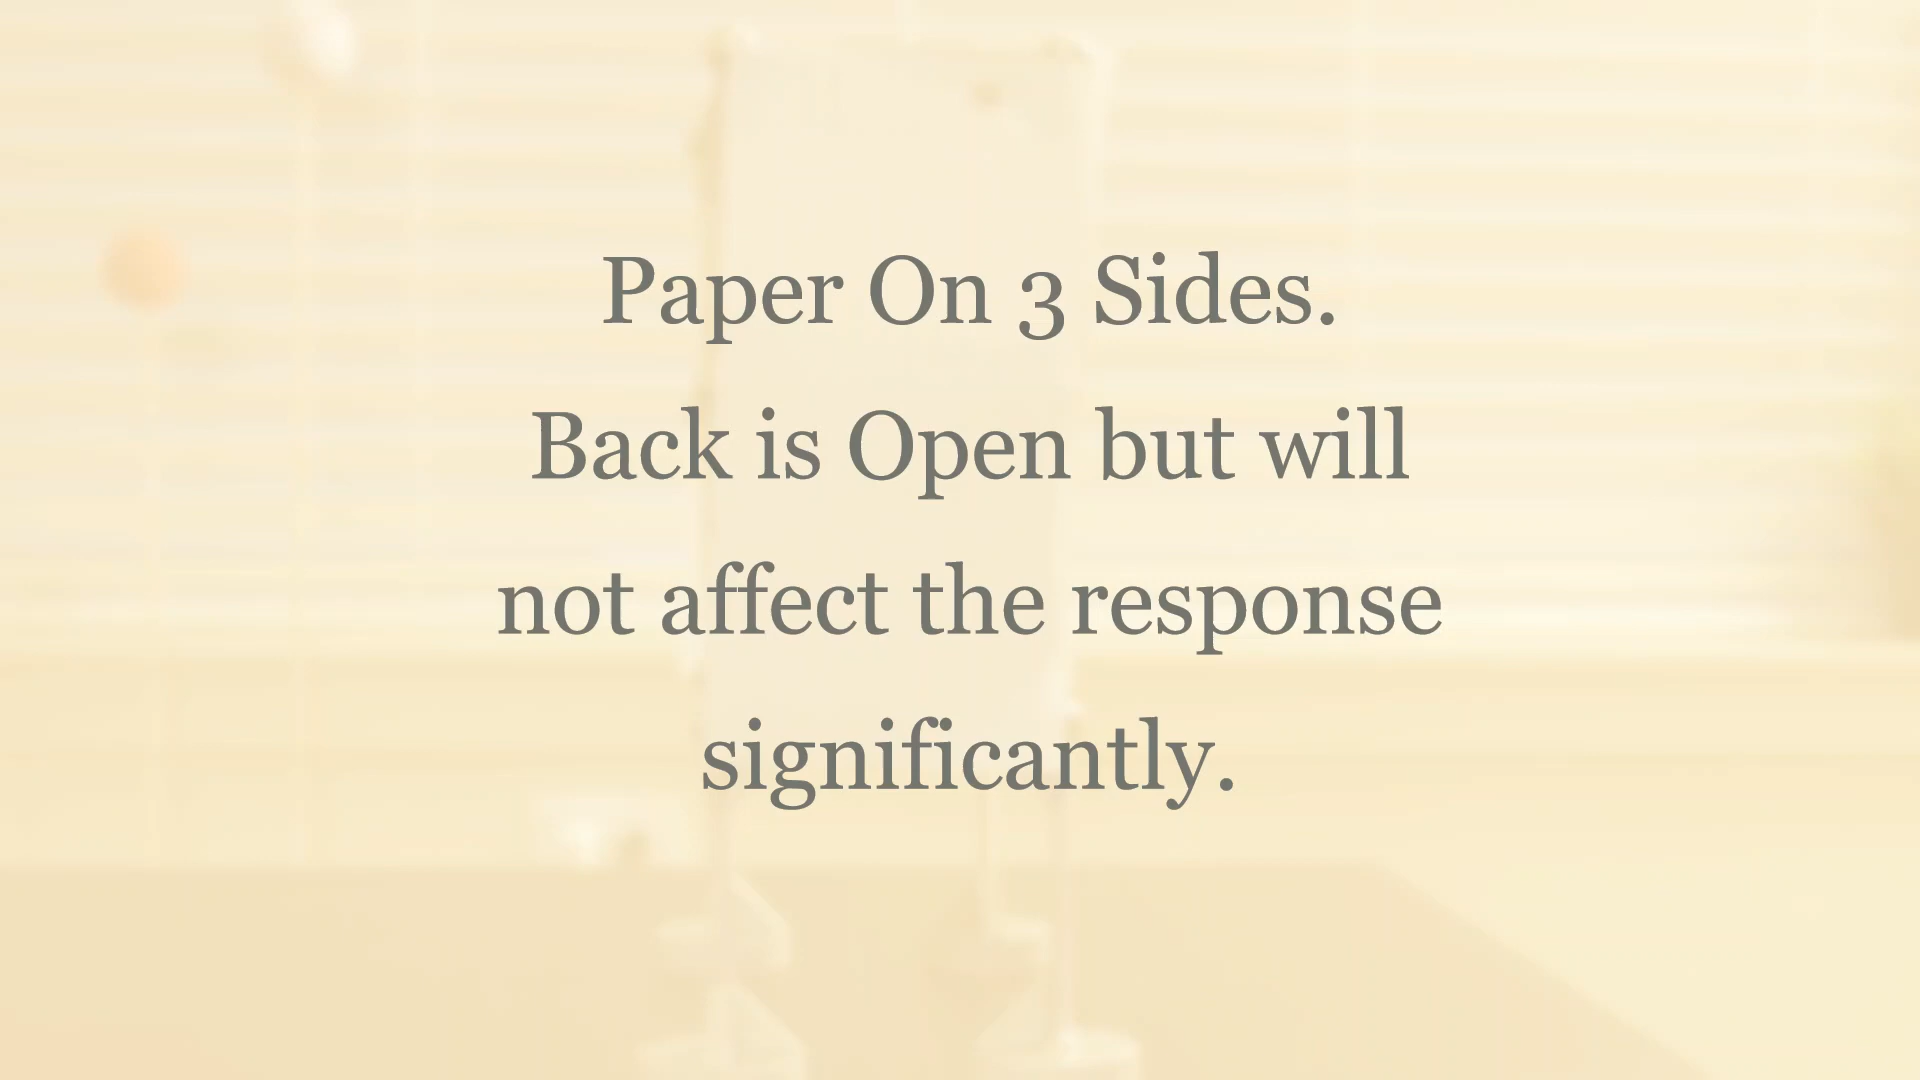 Paper On 3 Sides.
Back is Open but will
not affect the response
significantly.